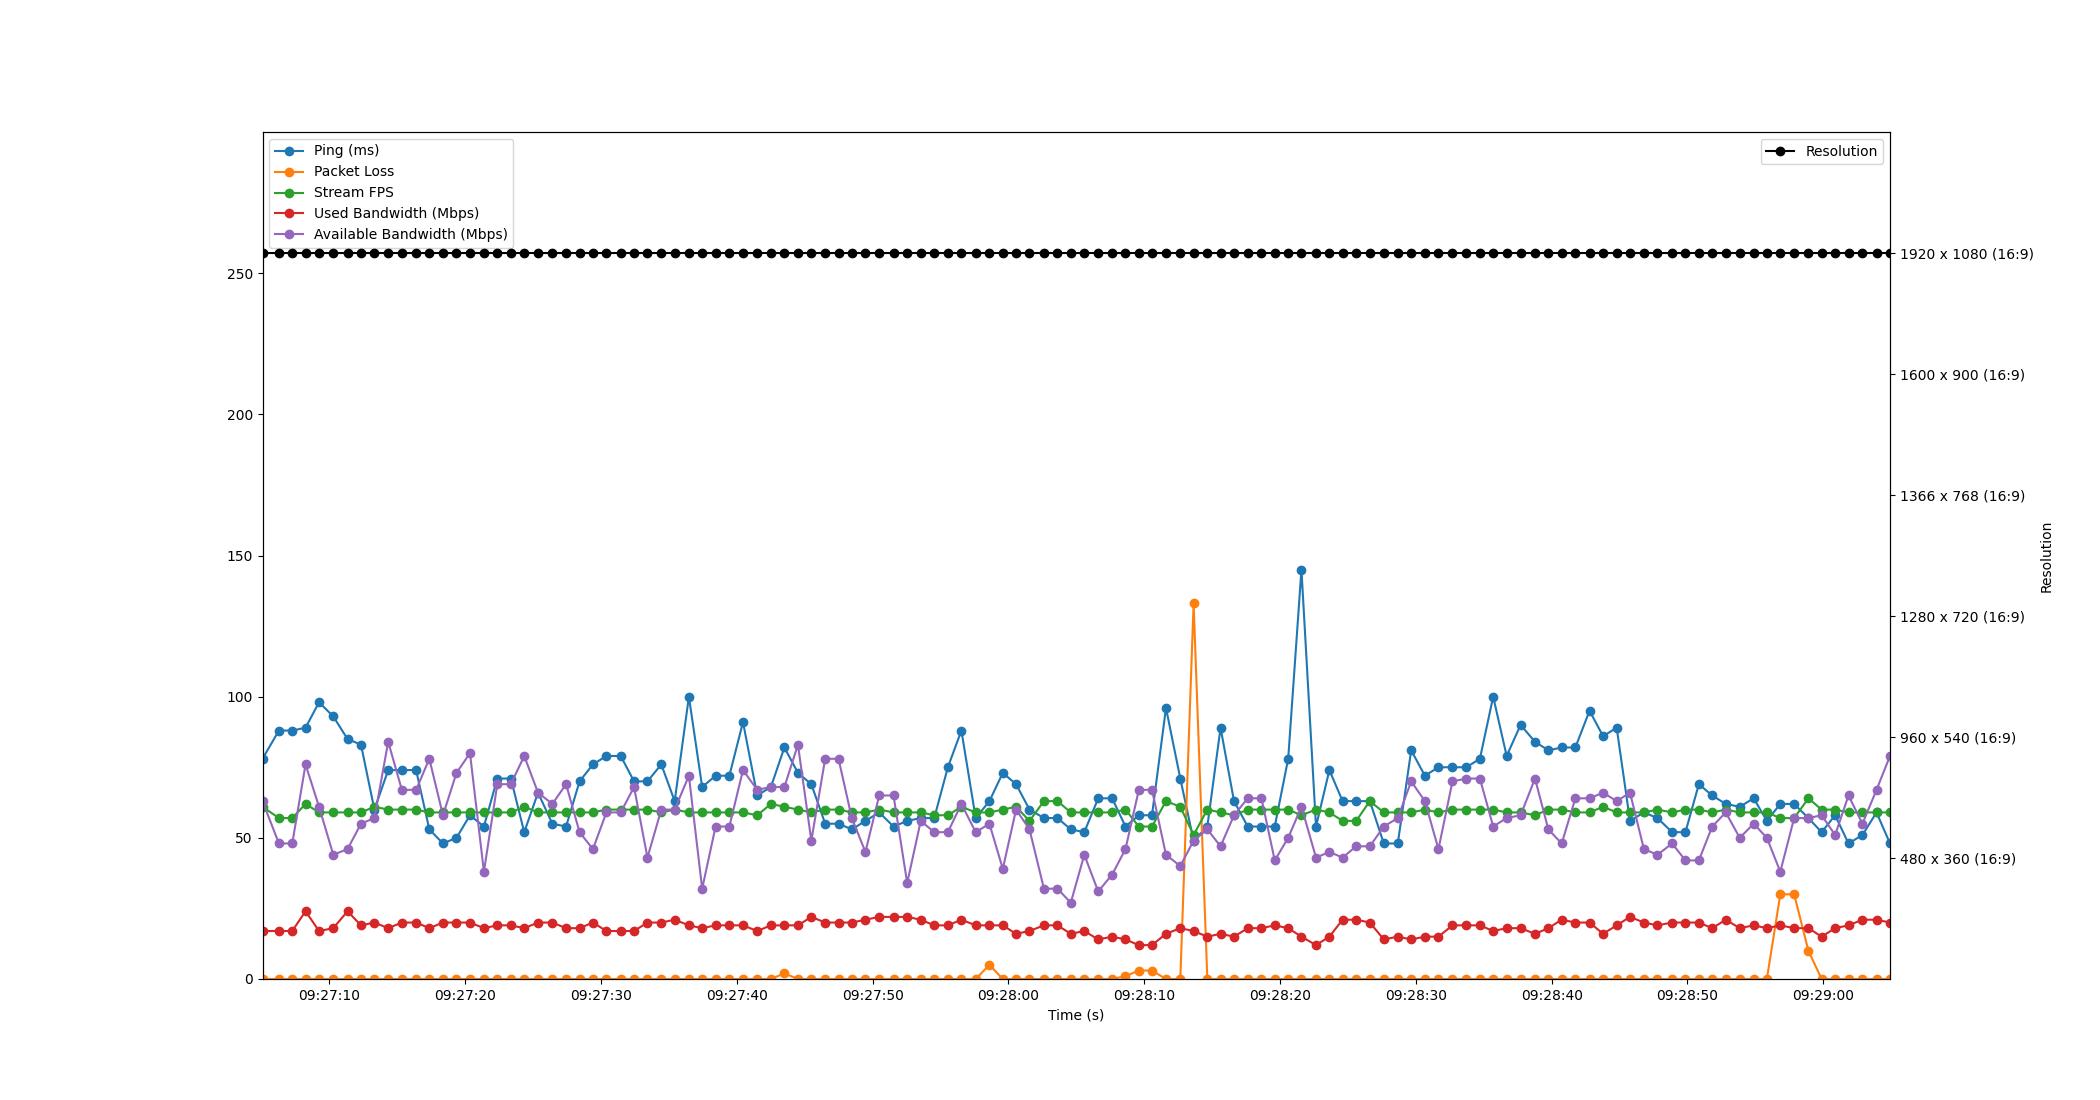 Ping (ms)
Packet Loss
Stream FPS
Used Bandwidth (Mbps)
Available Bandwidth (Mbps)
Resolution
250
200
150
100
50
0
1920 x 1080 (16:9)
1600 x 900 (16:9)
1366 x 768 (16:9)
1280 x 720 (16:9)
960 x 540 (16:9)
480 x 360 (16:9)
Resolution
09:27:10 09:27:20 09:27:30 09:27:40 09:27:50 09:28:00 09:28:10 09:28:20 09:28:30 09:28:40 09:28:50 09:29:00
Time (s)